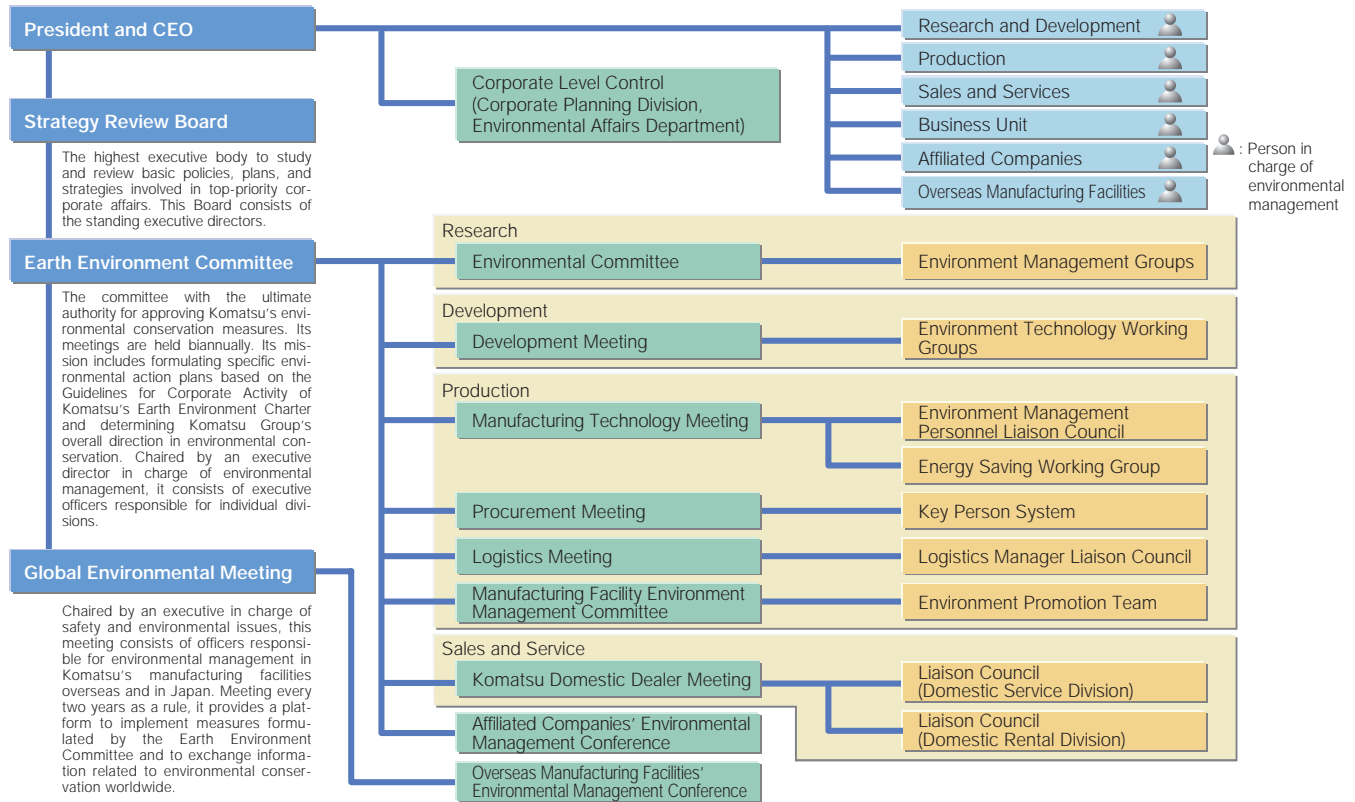 President and CEO
Strategy Review Board
The highest executive body to study
and review basic policies, plans, and
strategies involved in top-priority cor-
porate affairs. This Board consists of
the standing executive directors.
Earth Environment Committee
The committee with the ultimate
authority for approving Komatsu's envi-
ronmental conservation measures. Its
meetings are held biannually. Its mis-
sion includes formulating specific envi-
ronmental action plans based on the
Guidelines for Corporate Activity of
Komatsu's Earth Environment Charter
and determining Komatsu Group's
overall direction in environmental con-
servation. Chaired by an executive
director in charge of environmental
management, it consists of executive
officers responsible for individual divi-
sions.
Global Environmental Meeting
Chaired by an executive in charge of
safety and environmental issues, this
meeting consists of officers responsi-
ble for environmental management in
Komatsu's manufacturing facilities
overseas and in Japan. Meeting every
two years as a rule, it provides a plat-
form to implement measures formu-
lated by the Earth Environment
Committee and to exchange informa-
tion related to environmental conser-
vation worldwide.
Corporate Level Control
(Corporate Planning Division,
Environmental Affairs Department)
Research and Development
Production
Sales and Services
Business Unit
Affiliated Companies
Overseas Manufacturing Facilities
: Person in
charge of
environmental
management
Research
Environmental Committee
Environment Management Groups
Development
Development Meeting
Environment Technology Working
Groups
Production
Manufacturing Technology Meeting
Environment Management
Personnel Liaison Council
Energy Saving Working Group
Procurement Meeting
Key Person System
Logistics Meeting
Logistics Manager Liaison Council
Manufacturing Facility Environment
Management Committee
Environment Promotion Team
Sales and Service
Komatsu Domestic Dealer Meeting
Liaison Council
(Domestic Service Division)
Liaison Council
(Domestic Rental Division)
Affiliated Companies' Environmental
Management Conference
Overseas Manufacturing Facilities'
Environmental Management Conference